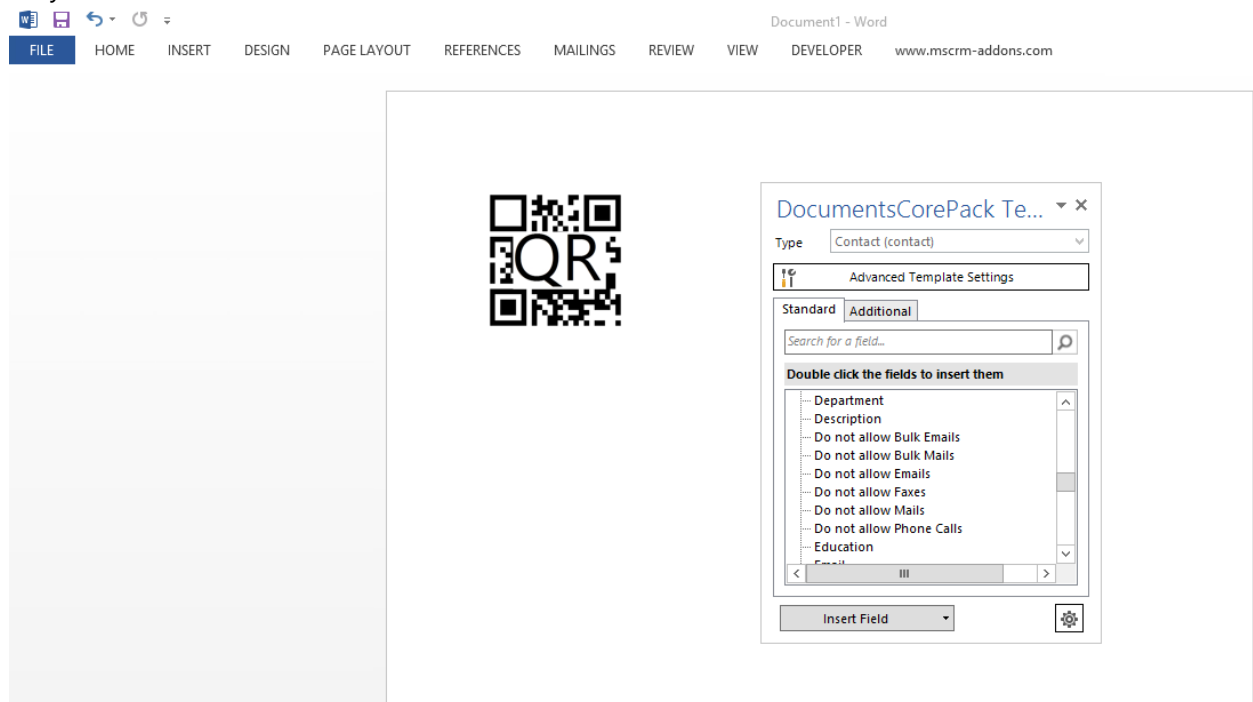 Document1 - Word
FILE HOME INSERT DESIGN PAGE LAYOUT REFERENCES MAILINGS REVIEW VIEW DEVELOPER www.mscrm-addons.com
QR
DocumentsCorePack Te...
Type Contact (contact)
Advanced Template Settings
Standard Additional
Search for a field...
Double click the fields to insert them
Department
Description
Do not allow Bulk Emails
Do not allow Bulk Mails
Do not allow Emails
Do not allow Faxes
Do not allow Mails
Do not allow Phone Calls
Education
Email
Insert Field